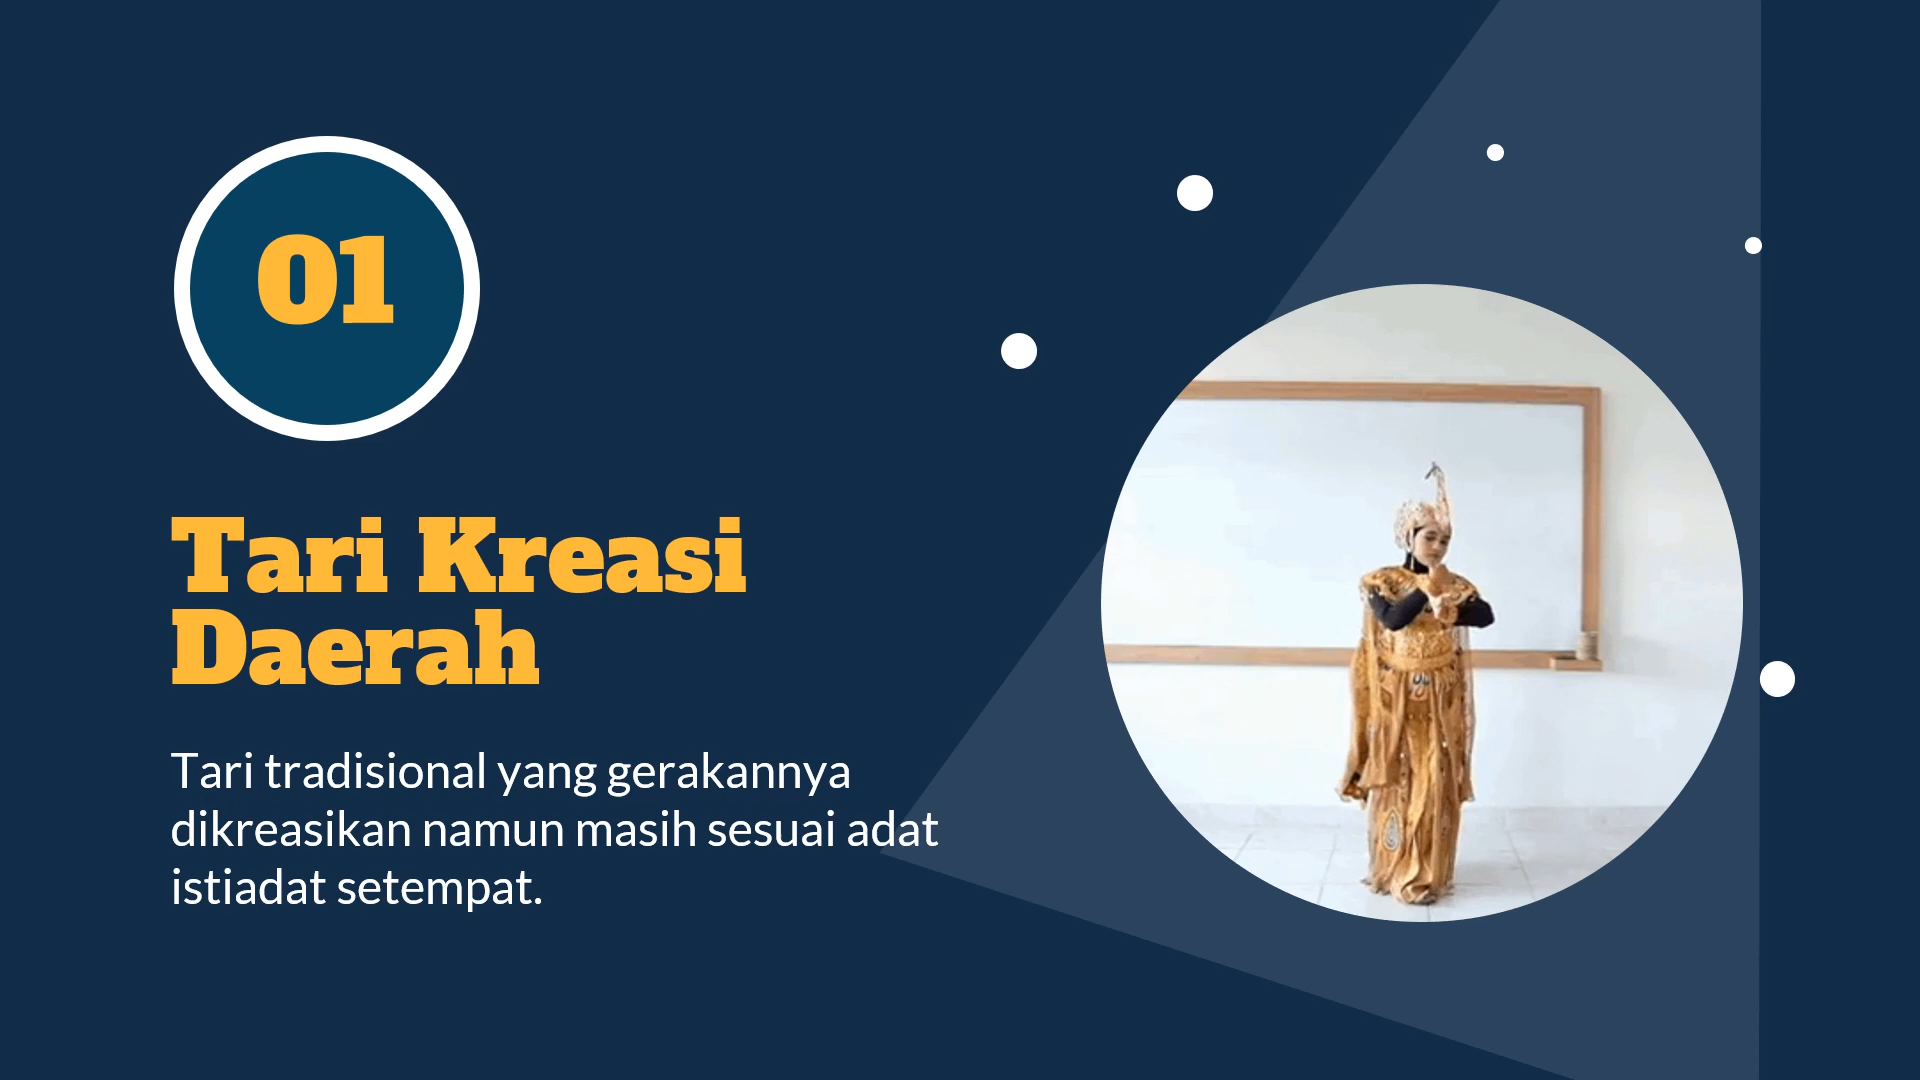 01
Tari Kreasi
Daerah
Tari tradisional yang gerakannya
dikreasikan namun masih sesuai adat
istiadat setempat.